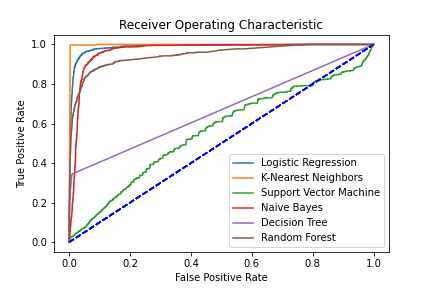 Receiver Operating Characteristic
True Positive Rate
1.0
0.8
0.6
0.4
0.2
0.0
Logistic Regression
K-Nearest Neighbors
Support Vector Machine
Naive Bayes
Decision Tree
Random Forest
0.0 0.2 0.4 0.6 0.8 1.0
False Positive Rate